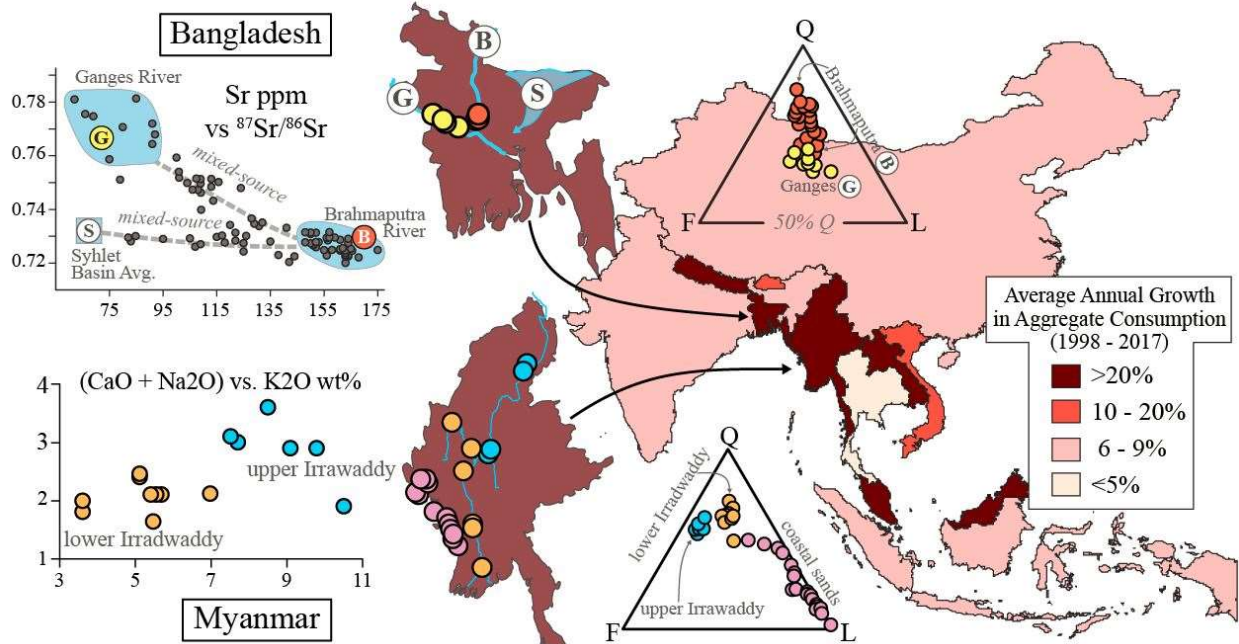 Bangladesh
Ganges River
Sr ppm
vs ⁸⁷Sr/⁸⁶Sr
0.78
0.76
0.74
0.72
G
mixed-source
mixed-source
S
Syhlet
Basin Avg.
Brahmaputra
River
B
75
95
115
135
155
175
B
G
S
Q
Brahmaputra
B
Ganges
G
F
50% Q
L
Average Annual Growth
in Aggregate Consumption
(1998 - 2017)
>20%
10 - 20%
6 - 9%
<5%
(CaO + Na2O) vs. K2O wt%
4
3
2
1
upper Irrawaddy
lower Irradwaddy
3
5
7
9
11
Myanmar
Q
lower Irradwaddy
coastal sands
upper Irrawaddy
F
L